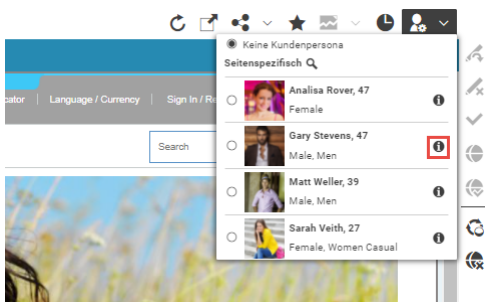 Keine Kundenpersona
Seitenspezifisch
Analisa Rover, 47
Female
Gary Stevens, 47
Male, Men
Matt Weller, 39
Male, Men
Sarah Veith, 27
Female, Women Casual
Language / Currency
Sign In / Re
Search